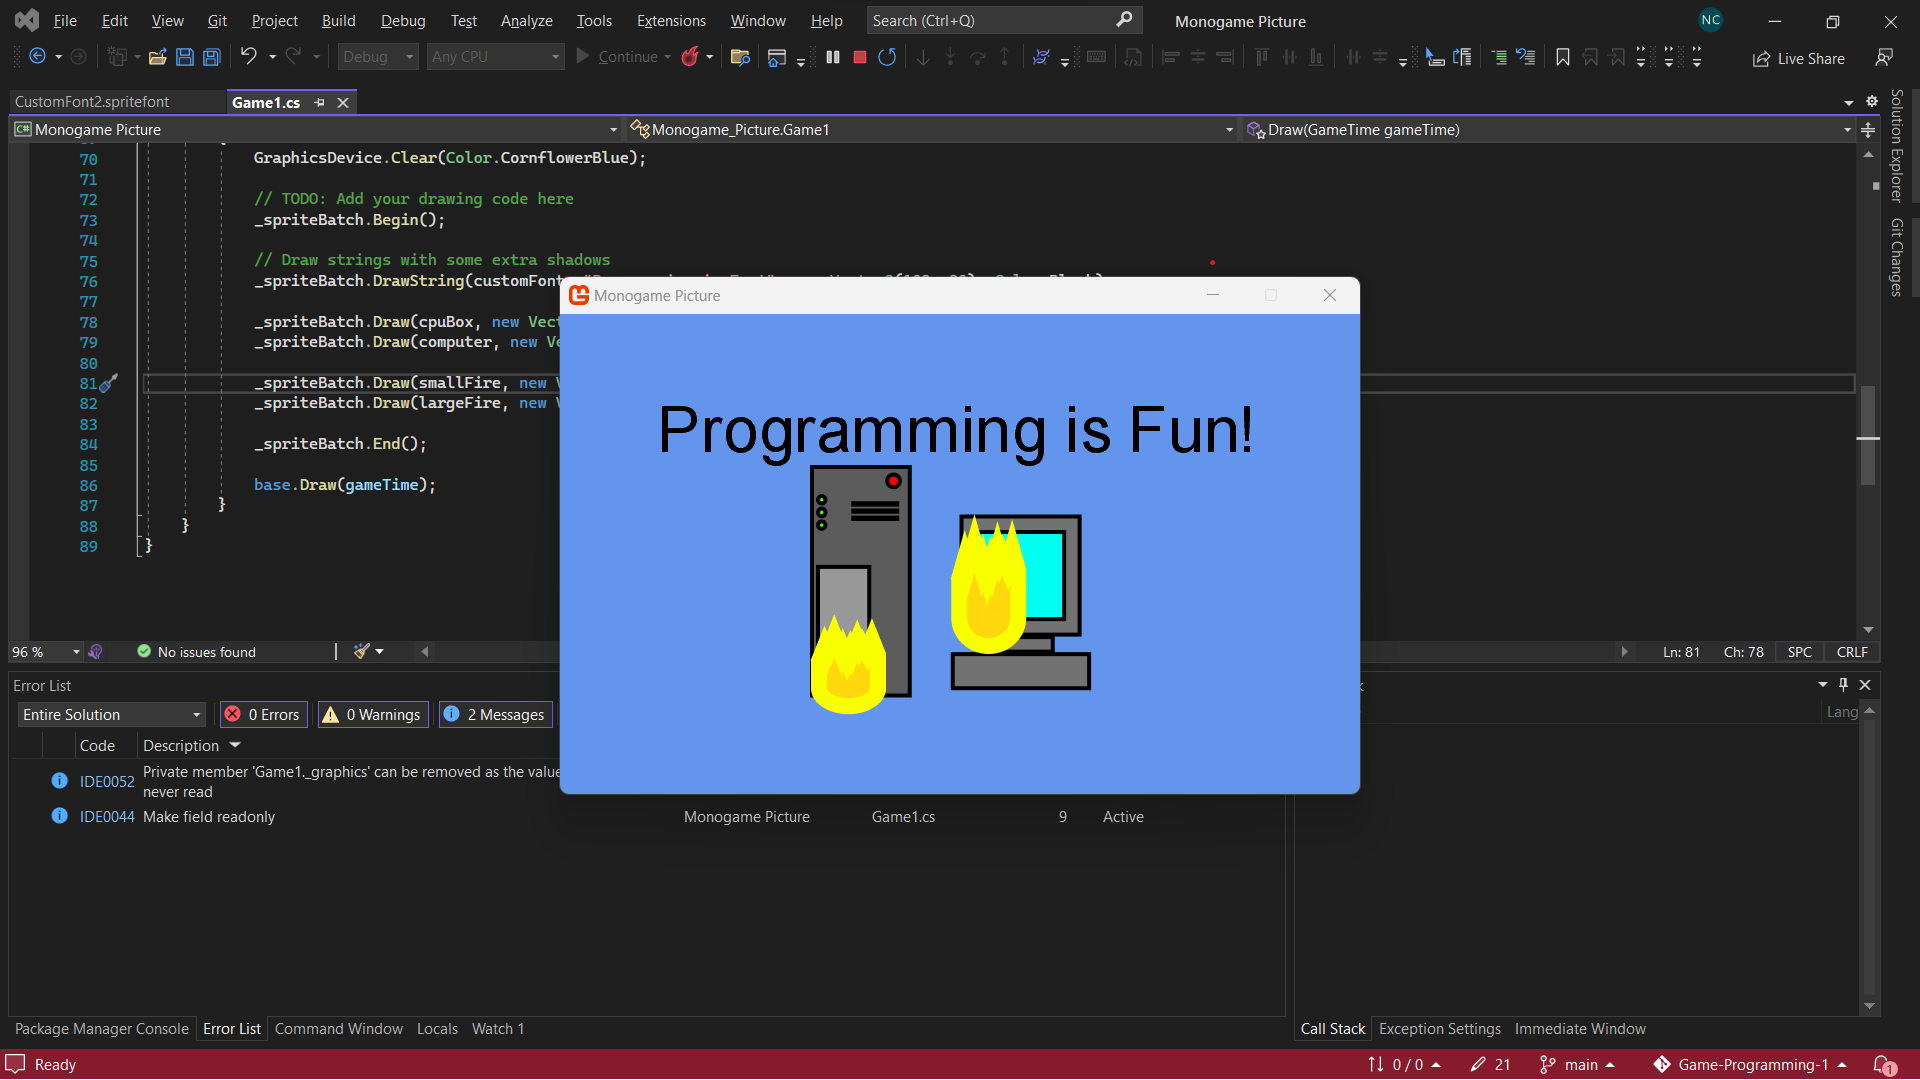 File Edit View Git Project Build Debug Test Analyze Tools Extensions Window Help Search (Ctrl+Q) Monogame Picture NC
Debug Any CPU Continue Live Share
CustomFont2.spritefont Game1.cs
C# Monogame Picture Monogame_Picture.Game1 Draw(GameTime gameTime)
Solution Explorer
Git Changes
70 GraphicsDevice.Clear(Color.CornflowerBlue);
71
72 // TODO: Add your drawing code here
73 _spriteBatch.Begin();
74
75 // Draw strings with some extra shadows
76 _spriteBatch.DrawString(customFont
77
78 _spriteBatch.Draw(cpuBox, new Vect
79 _spriteBatch.Draw(computer, new Ve
80
81 _spriteBatch.Draw(smallFire, new V
82 _spriteBatch.Draw(largeFire, new V
83
84 _spriteBatch.End();
85
86 base.Draw(gameTime);
87 }
88 }
89 }
Monogame Picture
Programming is Fun!
96 % No issues found Ln: 81 Ch: 78 SPC CRLF
Error List
Entire Solution 0 Errors 0 Warnings 2 Messages
Code Description
Lang
IDE0052 Private member 'Game1._graphics' can be removed as the value
never read
IDE0044 Make field readonly Monogame Picture Game1.cs 9 Active
Package Manager Console Error List Command Window Locals Watch 1
Call Stack Exception Settings Immediate Window
Ready 0 / 0 21 main Game-Programming-1 1